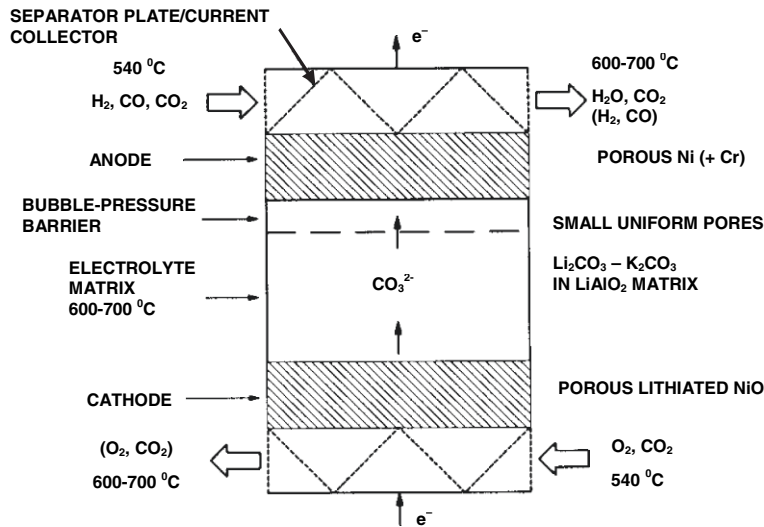 SEPARATOR PLATE/CURRENT
COLLECTOR
e⁻
540 ⁰C
600-700 ⁰C
H₂, CO, CO₂
H₂O, CO₂
(H₂, CO)
ANODE
POROUS Ni (+ Cr)
BUBBLE-PRESSURE
BARRIER
SMALL UNIFORM PORES
ELECTROLYTE
MATRIX
600-700 ⁰C
CO₃²⁻
Li₂CO₃ – K₂CO₃
IN LiAlO₂ MATRIX
CATHODE
POROUS LITHIATED NiO
(O₂, CO₂)
600-700 ⁰C
O₂, CO₂
540 ⁰C
e⁻